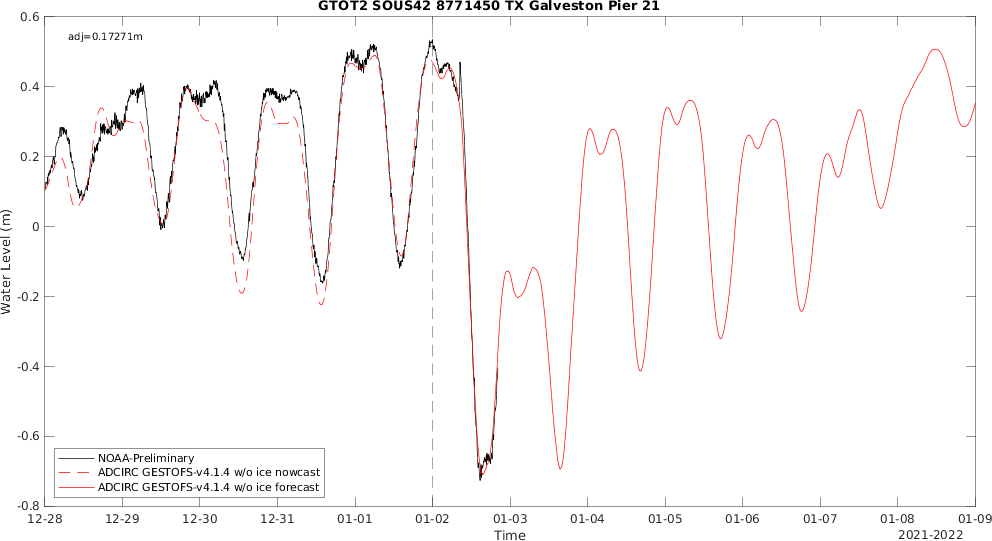 GTOT2 SOUS42 8771450 TX Galveston Pier 21
adj=0.17271m
0.6
0.4
0.2
0
-0.2
-0.4
-0.6
-0.8
Water Level (m)
NOAA-Preliminary
ADCIRC GESTOFS-v4.1.4 w/o ice nowcast
ADCIRC GESTOFS-v4.1.4 w/o ice forecast
12-28 12-29 12-30 12-31 01-01 01-02 01-03 01-04 01-05 01-06 01-07 01-08 01-09
Time
2021-2022